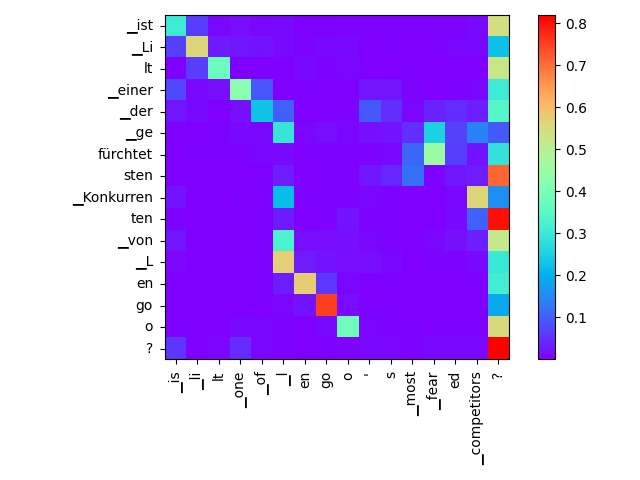 ▁ist
▁Li
lt
▁einer
▁der
▁ge
fürchtet
sten
▁Konkurren
ten
▁von
▁L
en
go
o
?
▁is
▁li
lt
▁one
▁of
▁l
en
go
o
'
s
▁most
▁fear
ed
▁competitors
?
0.8
0.7
0.6
0.5
0.4
0.3
0.2
0.1